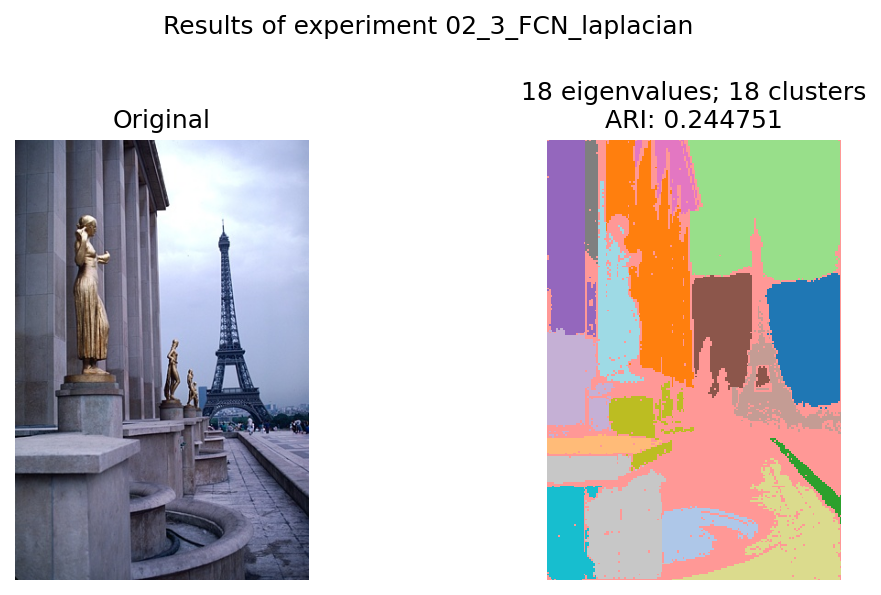 Results of experiment 02_3_FCN_laplacian
Original
18 eigenvalues; 18 clusters
ARI: 0.244751